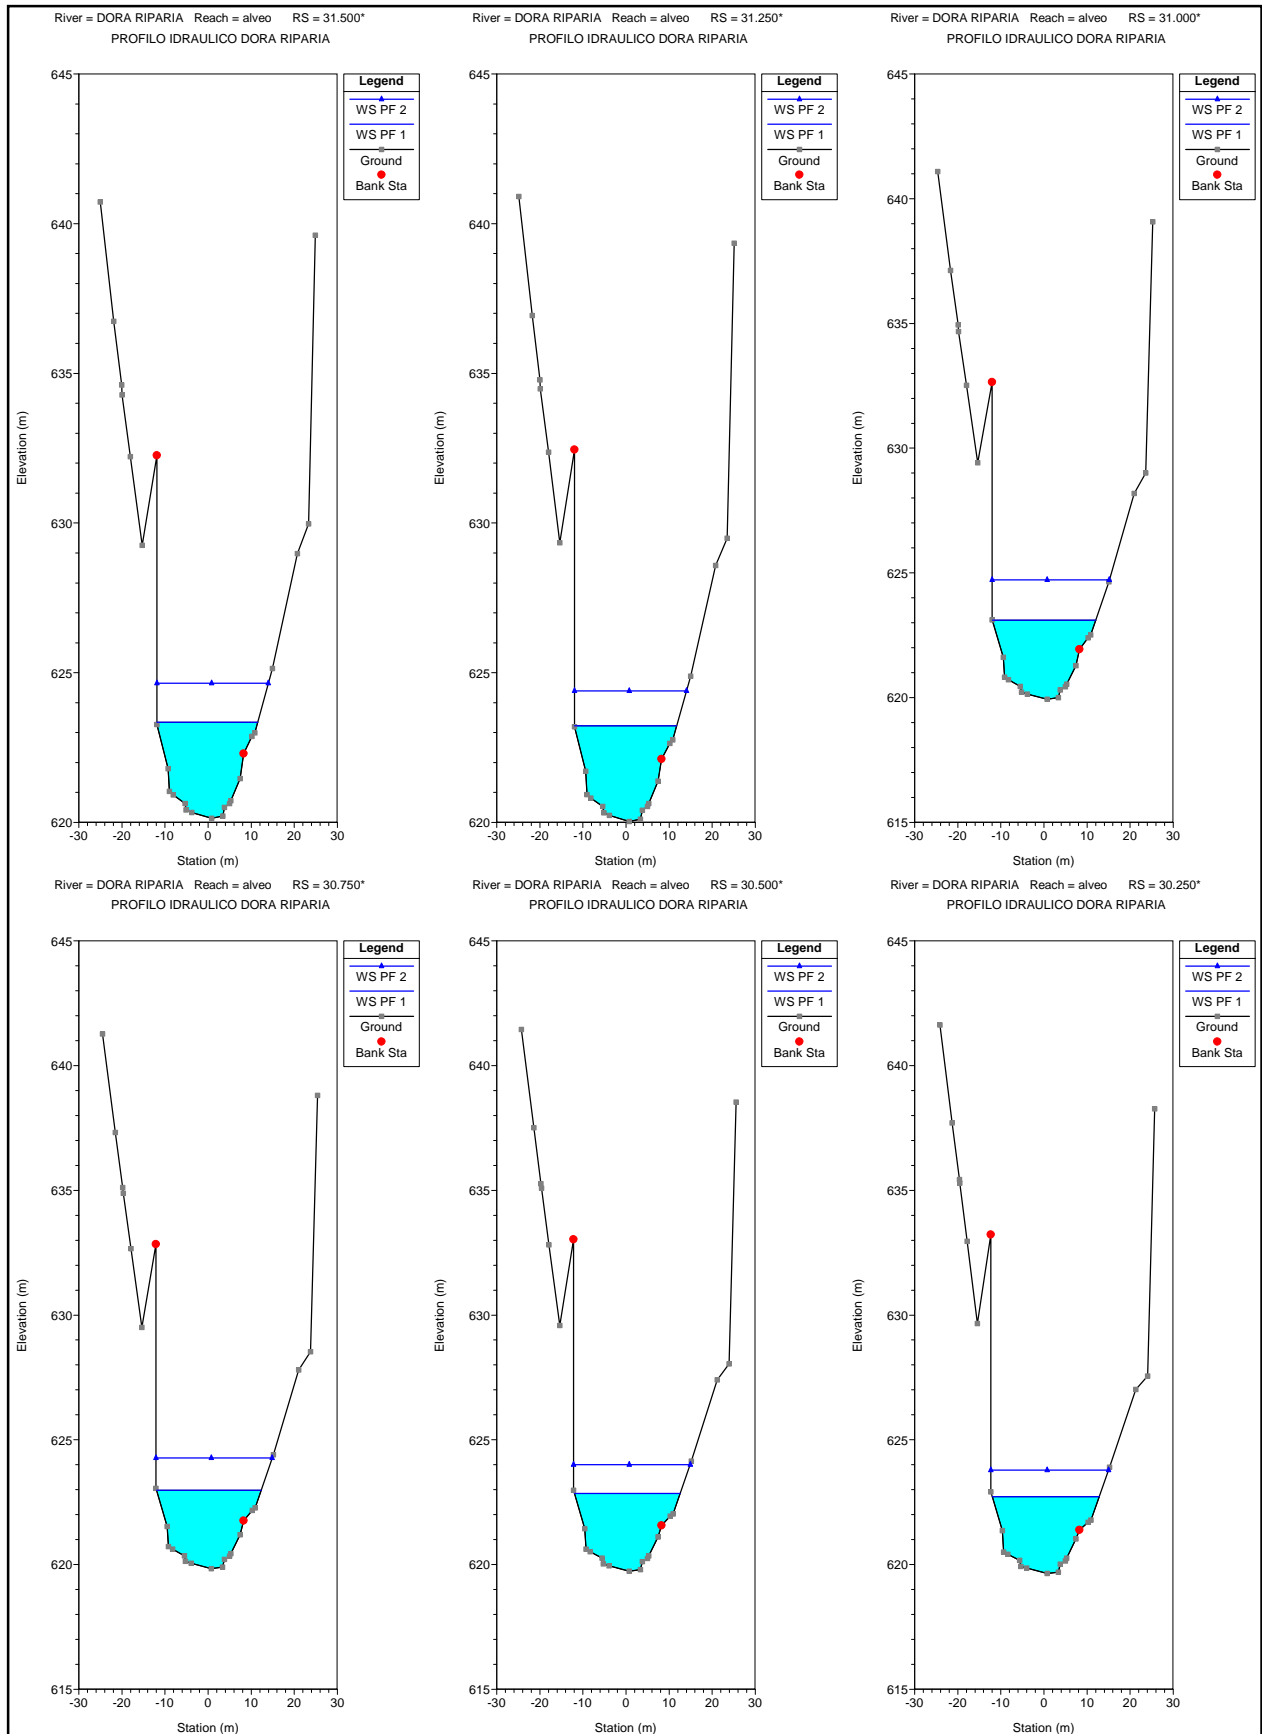 River = DORA RIPARIA Reach = alveo RS = 31.500*
PROFILO IDRAULICO DORA RIPARIA
645
640
635
630
625
620
Elevation (m)
-30 -20 -10 0 10 20 30
Station (m)
Legend
WS PF 2
WS PF 1
Ground
Bank Sta
River = DORA RIPARIA Reach = alveo RS = 31.250*
PROFILO IDRAULICO DORA RIPARIA
645
640
635
630
625
620
Elevation (m)
-30 -20 -10 0 10 20 30
Station (m)
Legend
WS PF 2
WS PF 1
Ground
Bank Sta
River = DORA RIPARIA Reach = alveo RS = 31.000*
PROFILO IDRAULICO DORA RIPARIA
645
640
635
630
625
620
615
Elevation (m)
-30 -20 -10 0 10 20 30
Station (m)
Legend
WS PF 2
WS PF 1
Ground
Bank Sta
River = DORA RIPARIA Reach = alveo RS = 30.750*
PROFILO IDRAULICO DORA RIPARIA
645
640
635
630
625
620
615
Elevation (m)
-30 -20 -10 0 10 20 30
Station (m)
Legend
WS PF 2
WS PF 1
Ground
Bank Sta
River = DORA RIPARIA Reach = alveo RS = 30.500*
PROFILO IDRAULICO DORA RIPARIA
645
640
635
630
625
620
615
Elevation (m)
-30 -20 -10 0 10 20 30
Station (m)
Legend
WS PF 2
WS PF 1
Ground
Bank Sta
River = DORA RIPARIA Reach = alveo RS = 30.250*
PROFILO IDRAULICO DORA RIPARIA
645
640
635
630
625
620
615
Elevation (m)
-30 -20 -10 0 10 20 30
Station (m)
Legend
WS PF 2
WS PF 1
Ground
Bank Sta